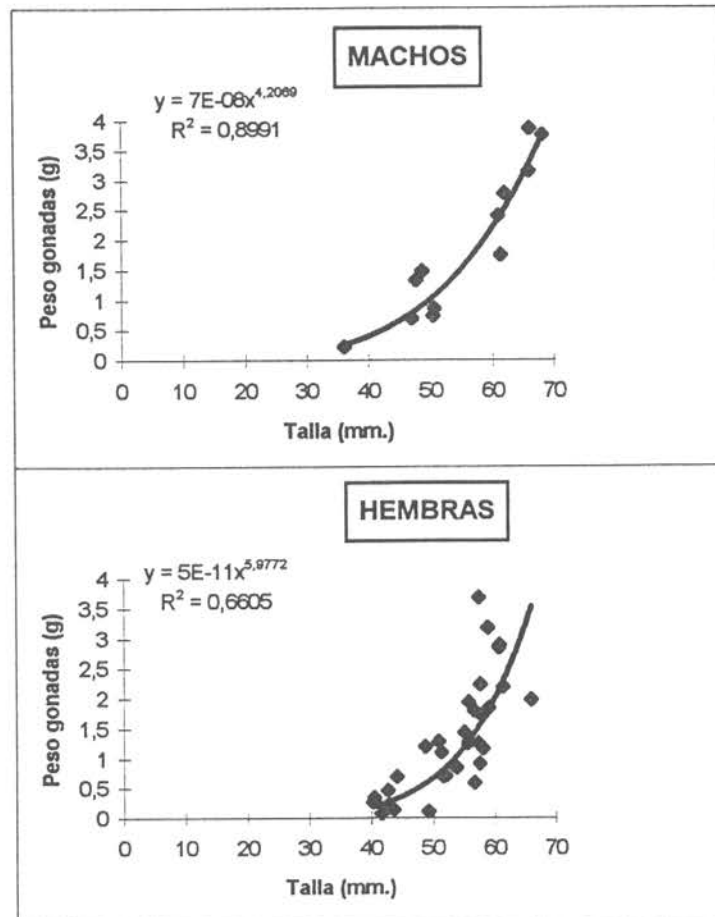 MACHOS
y = 7E-08x^4,2069
R² = 0,8991
Peso gonadas (g)
4
3,5
3
2,5
2
1,5
1
0,5
0
0 10 20 30 40 50 60 70
Talla (mm.)
HEMBRAS
y = 5E-11x^5,9772
R² = 0,6605
Peso gonadas (g)
4
3,5
3
2,5
2
1,5
1
0,5
0
0 10 20 30 40 50 60 70
Talla (mm.)